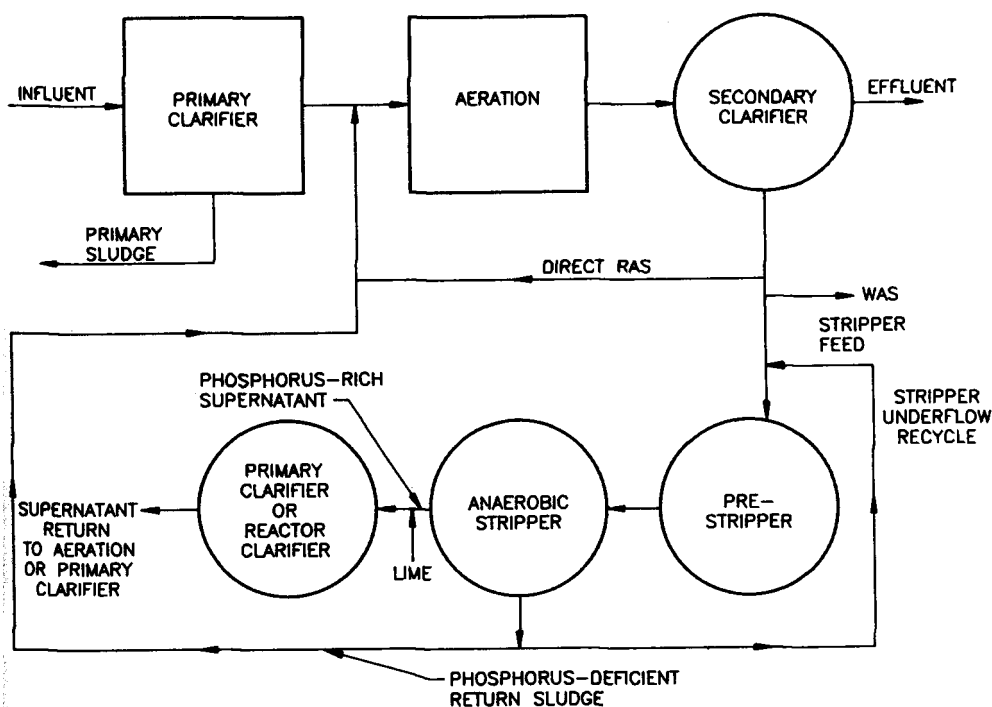 INFLUENT
PRIMARY
CLARIFIER
AERATION
SECONDARY
CLARIFIER
EFFLUENT
PRIMARY
SLUDGE
DIRECT RAS
WAS
STRIPPER
FEED
PHOSPHORUS-RICH
SUPERNATANT
STRIPPER
UNDERFLOW
RECYCLE
PRIMARY
CLARIFIER
OR
REACTOR
CLARIFIER
ANAEROBIC
STRIPPER
PRE-
STRIPPER
SUPERNATANT
RETURN
TO AERATION
OR PRIMARY
CLARIFIER
LIME
PHOSPHORUS-DEFICIENT
RETURN SLUDGE